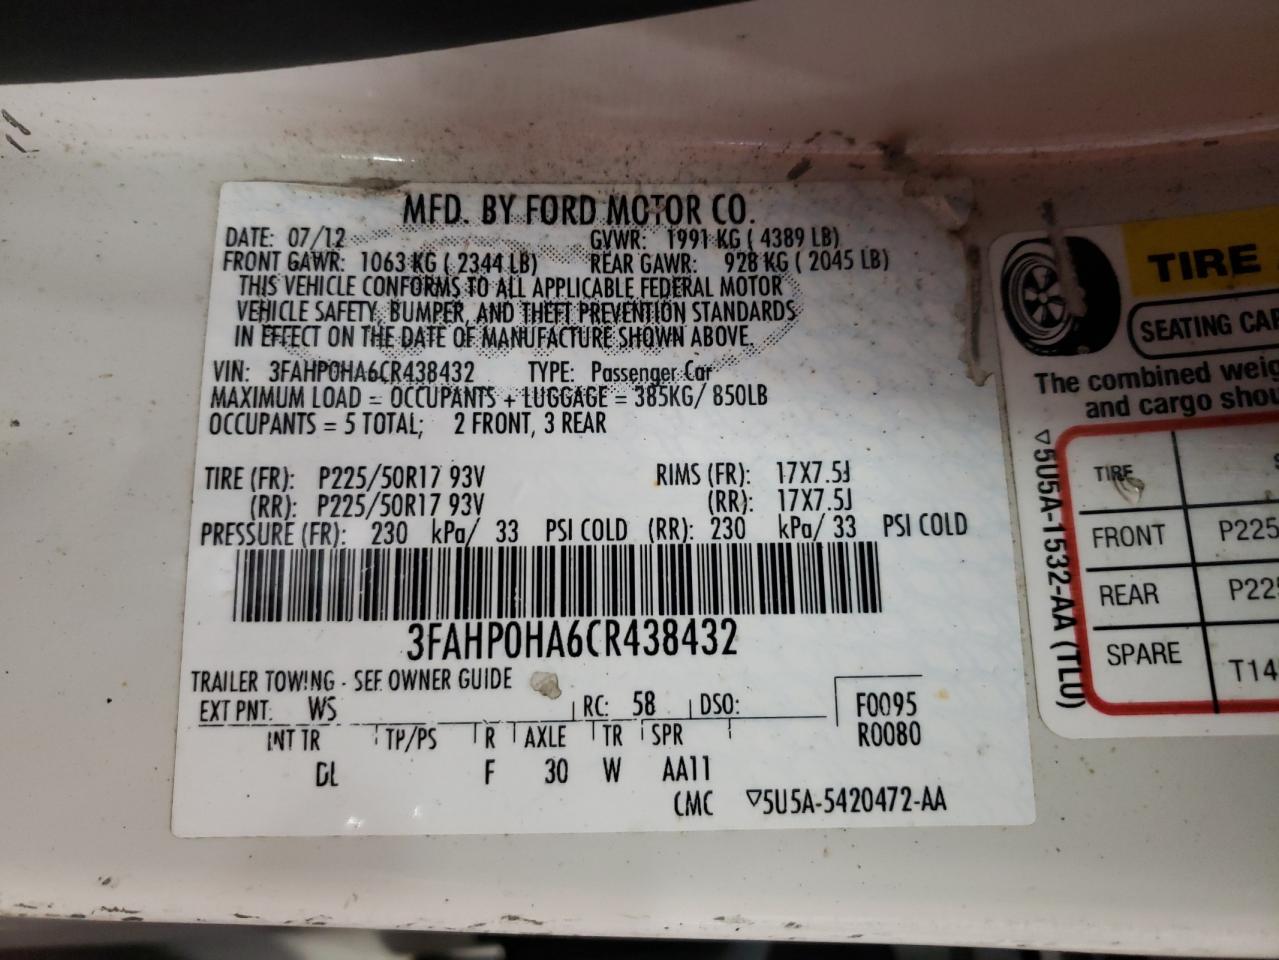 MFD. BY FORD MOTOR CO.
DATE: 07/12 GVWR: 1991 KG ( 4389 LB)
FRONT GAWR: 1063 KG ( 2344 LB) REAR GAWR: 928 KG ( 2045 LB)
THIS VEHICLE CONFORMS TO ALL APPLICABLE FEDERAL MOTOR
VEHICLE SAFETY, BUMPER, AND THEFT PREVENTION STANDARDS
IN EFFECT ON THE DATE OF MANUFACTURE SHOWN ABOVE.
VIN: 3FAHP0HA6CR438432 TYPE: Passenger Car
MAXIMUM LOAD = OCCUPANTS + LUGGAGE = 385KG/ 850LB
OCCUPANTS = 5 TOTAL; 2 FRONT, 3 REAR
TIRE (FR): P225/50R17 93V RIMS (FR): 17X7.5J
(RR): P225/50R17 93V (RR): 17X7.5J
PRESSURE (FR): 230 kPa/ 33 PSI COLD (RR): 230 kPa/ 33 PSI COLD
3FAHP0HA6CR438432
TRAILER TOWING - SEE OWNER GUIDE
EXT PNT: WS RC: 58 DSO: F0095
INT TR TP/PS R AXLE TR SPR R0080
DL F 30 W AA11
CMC ▽5U5A-5420472-AA
TIRE
SEATING CAP
The combined weig
and cargo shou
▽5U5A-1532-AA (TLU)
TIRE S
FRONT P225
REAR P225
SPARE T14